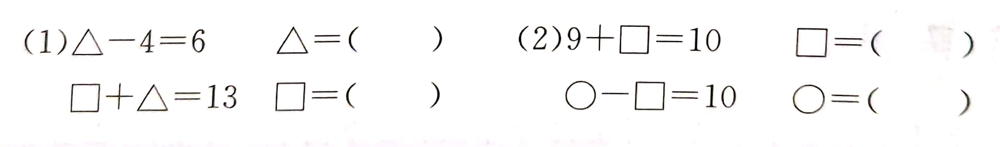 (1)△-4=6 △=( ) (2)9+□=10 □=( )
□+△=13 □=( ) ○-□=10 ○=( )